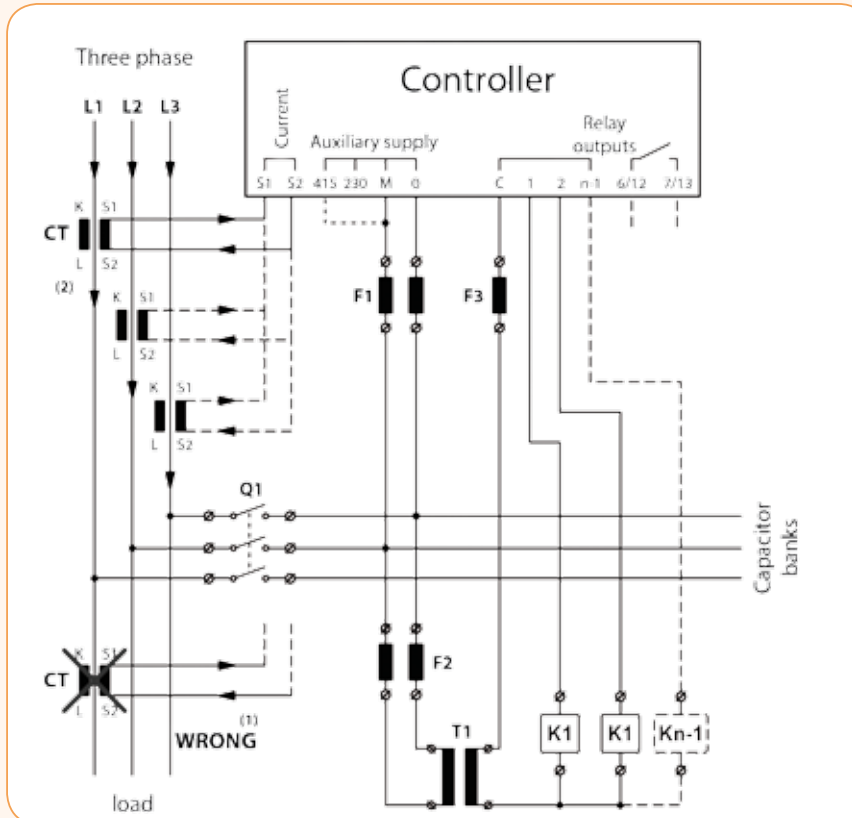 Three phase
Controller
L1 L2 L3
Current
Auxiliary supply
Relay
outputs
S1 S2 415 230 M 0 C 1 2 n-1 6/12 7/13
K S1
CT
L S2
(2)
K S1
L S2
K S1
L S2
F1
F3
Q1
Capacitor
banks
K S1
CT
L S2
(1)
WRONG
F2
T1
K1 K1 Kn-1
load